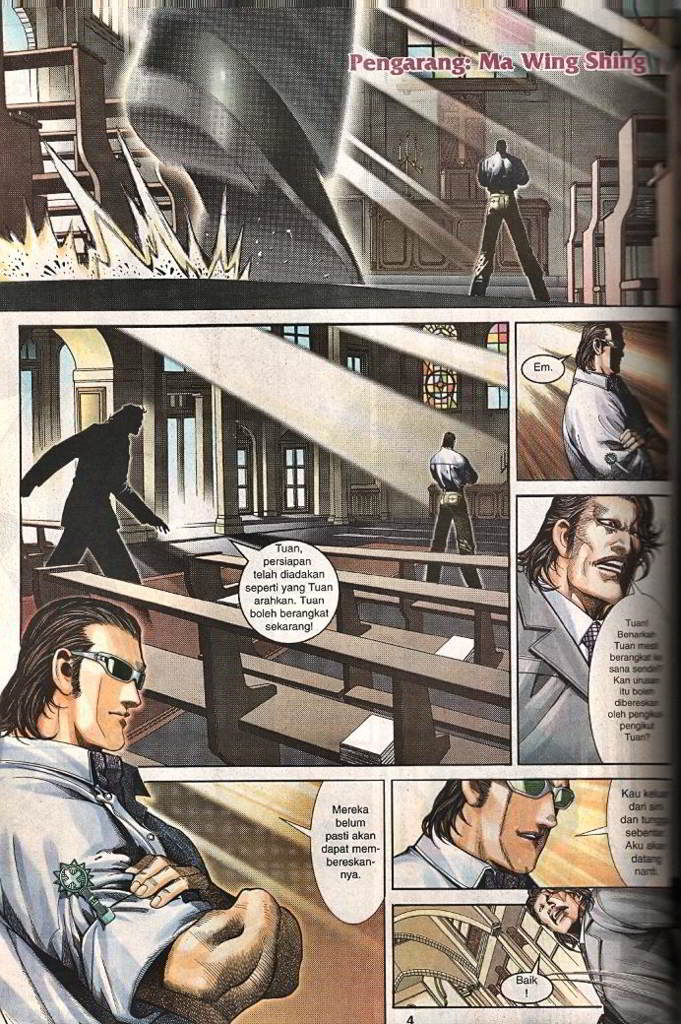 Pengarang: Ma Wing Shing
Em.
Tuan,
persiapan
telah diadakan
seperti yang Tuan
arahkan. Tuan
boleh berangkat
sekarang!
Tuan!
Benarkah
Tuan mesti
berangkat ke
sana sendiri?
Kan urusan
itu boleh
dibereskan
oleh pengikut-
pengikut
Tuan?
Mereka
belum
pasti akan
dapat mem-
bereskan-
nya.
Kau keluar
dari sini
dan tunggu
sebentar.
Aku akan
datang
nanti.
Baik
!
4